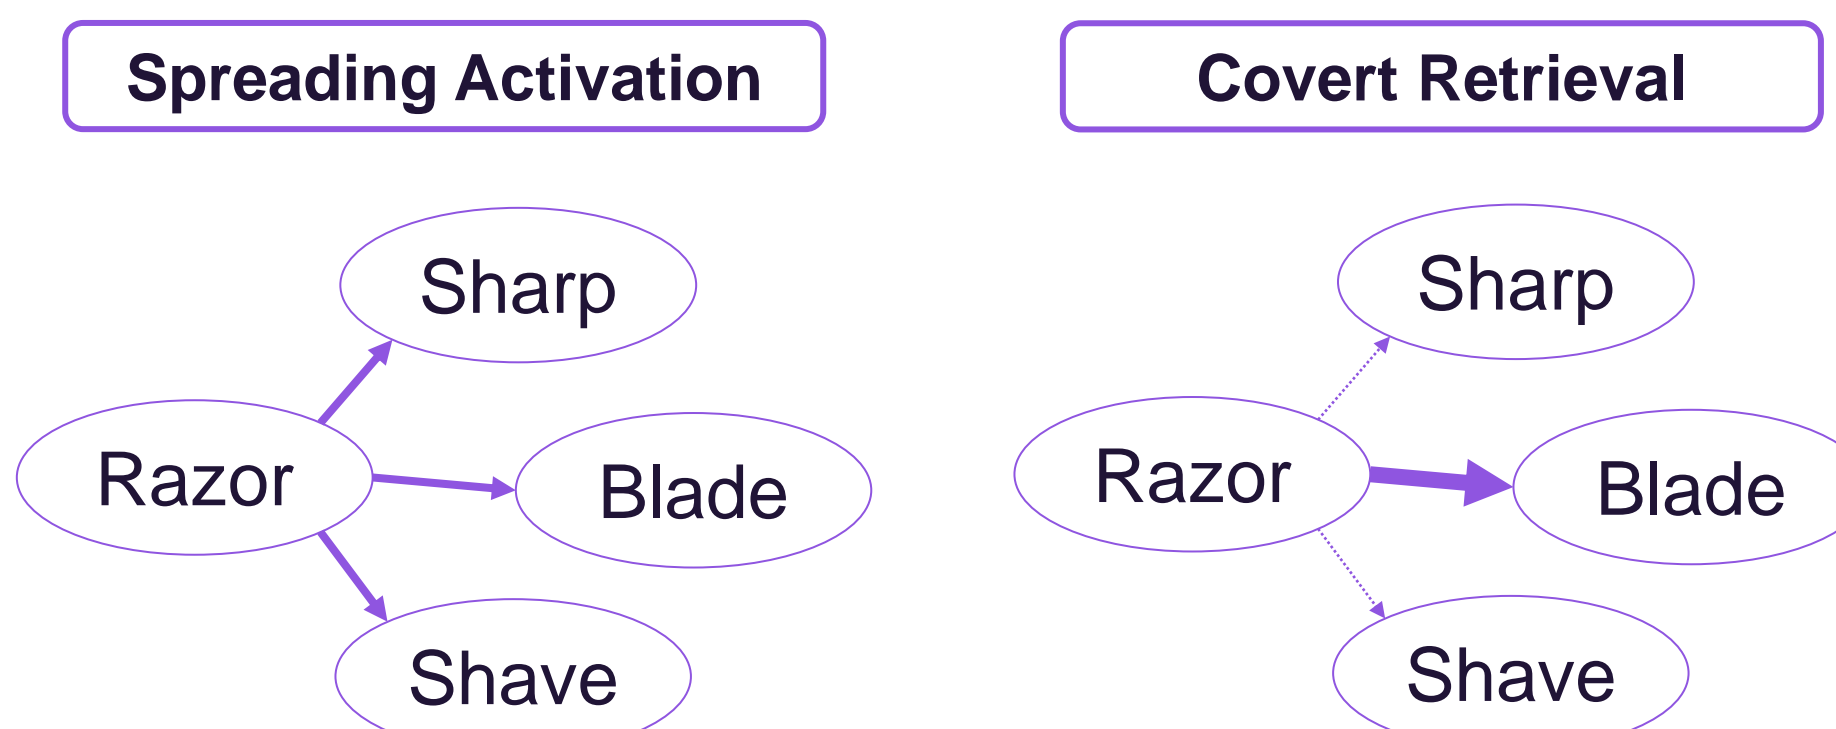 Spreading Activation
Sharp
Razor
Blade
Shave
Covert Retrieval
Sharp
Razor
Blade
Shave